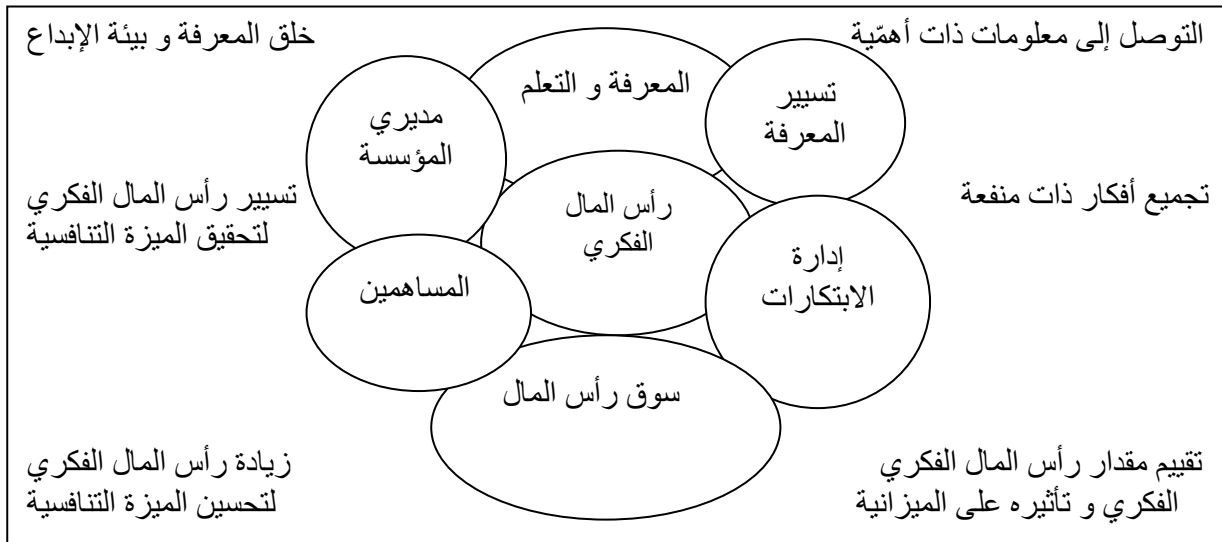 التوصل إلى معلومات ذات أهمّية
خلق المعرفة و بيئة الإبداع
المعرفة و التعلم
تسيير
المعرفة
مديري
المؤسسة
تجميع أفكار ذات منفعة
رأس المال
الفكري
تسيير رأس المال الفكري
لتحقيق الميزة التنافسية
إدارة
الابتكارات
المساهمين
سوق رأس المال
تقييم مقدار رأس المال الفكري
الفكري و تأثيره على الميزانية
زيادة رأس المال الفكري
لتحسين الميزة التنافسية